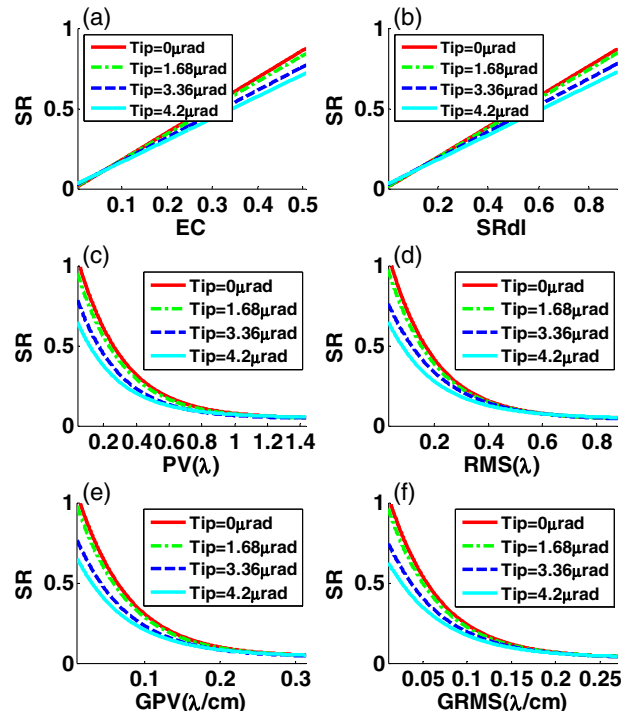 (a)
1
Tip=0μrad
Tip=1.68μrad
Tip=3.36μrad
Tip=4.2μrad
SR
0.5
0
0.1 0.2 0.3 0.4 0.5
EC
(b)
1
Tip=0μrad
Tip=1.68μrad
Tip=3.36μrad
Tip=4.2μrad
SR
0.5
0
0.2 0.4 0.6 0.8
SRdl
(c)
1
Tip=0μrad
Tip=1.68μrad
Tip=3.36μrad
Tip=4.2μrad
SR
0.5
0
0.2 0.4 0.6 0.8 1 1.2 1.4
PV(λ)
(d)
1
Tip=0μrad
Tip=1.68μrad
Tip=3.36μrad
Tip=4.2μrad
SR
0.5
0
0.2 0.4 0.6 0.8
RMS(λ)
(e)
1
Tip=0μrad
Tip=1.68μrad
Tip=3.36μrad
Tip=4.2μrad
SR
0.5
0
0.1 0.2 0.3
GPV(λ/cm)
(f)
1
Tip=0μrad
Tip=1.68μrad
Tip=3.36μrad
Tip=4.2μrad
SR
0.5
0
0.05 0.1 0.15 0.2 0.25
GRMS(λ/cm)